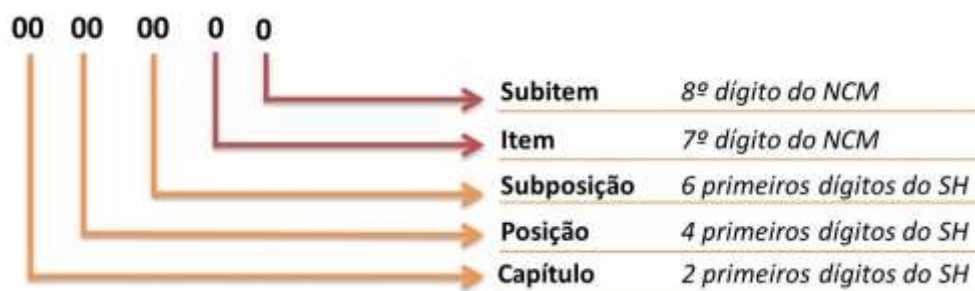 00 00 00 0 0
Subitem 8º dígito do NCM
Item 7º dígito do NCM
Subposição 6 primeiros dígitos do SH
Posição 4 primeiros dígitos do SH
Capítulo 2 primeiros dígitos do SH